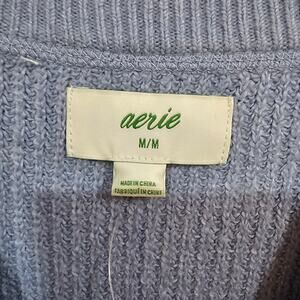 aerie
M/M
MADE IN CHINA
FABRIQUÉ EN CHINE